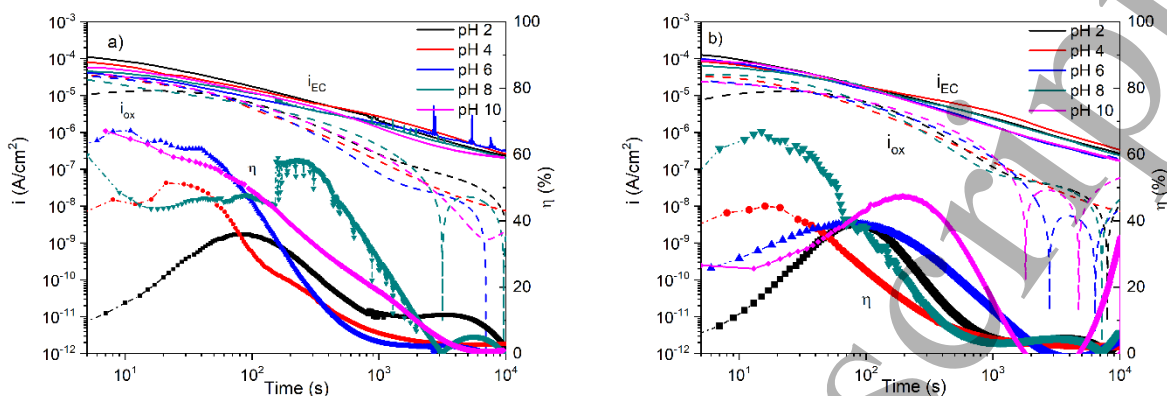 a)
pH 2
pH 4
pH 6
pH 8
pH 10
i_EC
i_ox
η
i (A/cm²)
10⁻³
10⁻⁴
10⁻⁵
10⁻⁶
10⁻⁷
10⁻⁸
10⁻⁹
10⁻¹⁰
10⁻¹¹
10⁻¹²
100
80
60
40
20
0
η (%)
10¹
10²
10³
10⁴
Time (s)
b)
pH 2
pH 4
pH 6
pH 8
pH 10
i_EC
i_ox
η
i (A/cm²)
10⁻³
10⁻⁴
10⁻⁵
10⁻⁶
10⁻⁷
10⁻⁸
10⁻⁹
10⁻¹⁰
10⁻¹¹
10⁻¹²
100
80
60
40
20
0
η (%)
10¹
10²
10³
10⁴
Time (s)